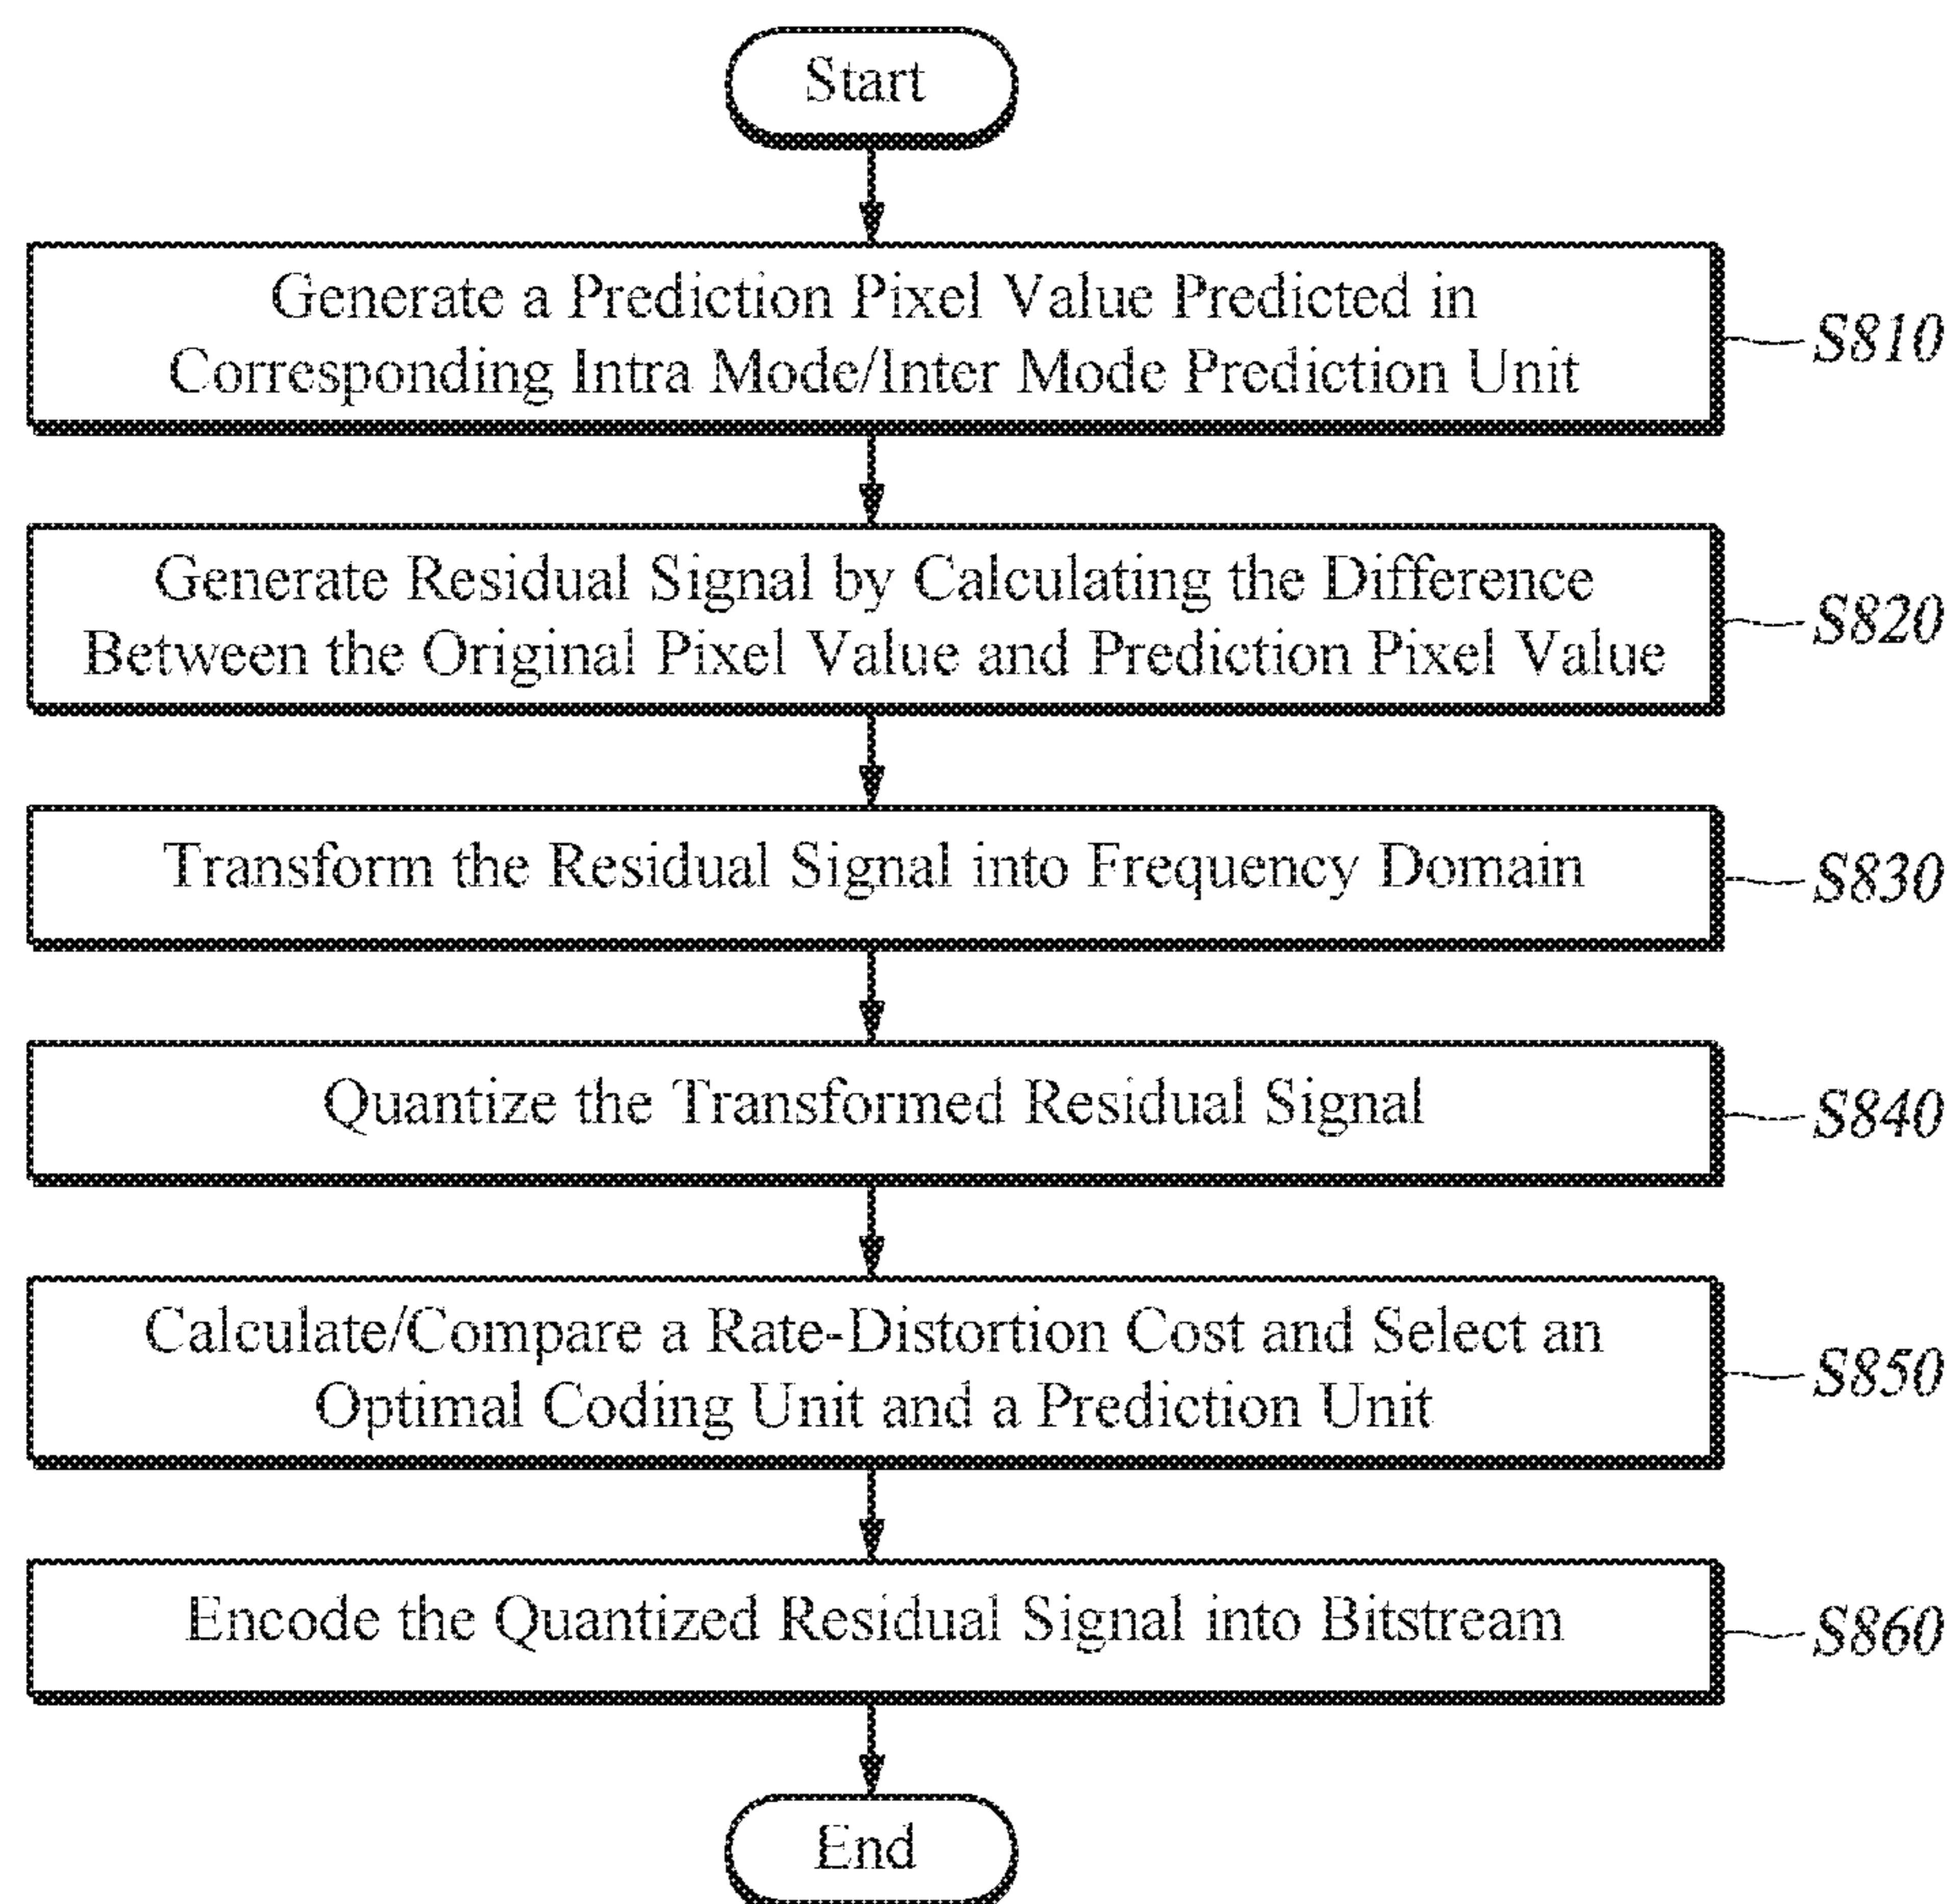 Start
Generate a Prediction Pixel Value Predicted in
Corresponding Intra Mode/Inter Mode Prediction Unit
S810
Generate Residual Signal by Calculating the Difference
Between the Original Pixel Value and Prediction Pixel Value
S820
Transform the Residual Signal into Frequency Domain
S830
Quantize the Transformed Residual Signal
S840
Calculate/Compare a Rate-Distortion Cost and Select an
Optimal Coding Unit and a Prediction Unit
S850
Encode the Quantized Residual Signal into Bitstream
S860
End